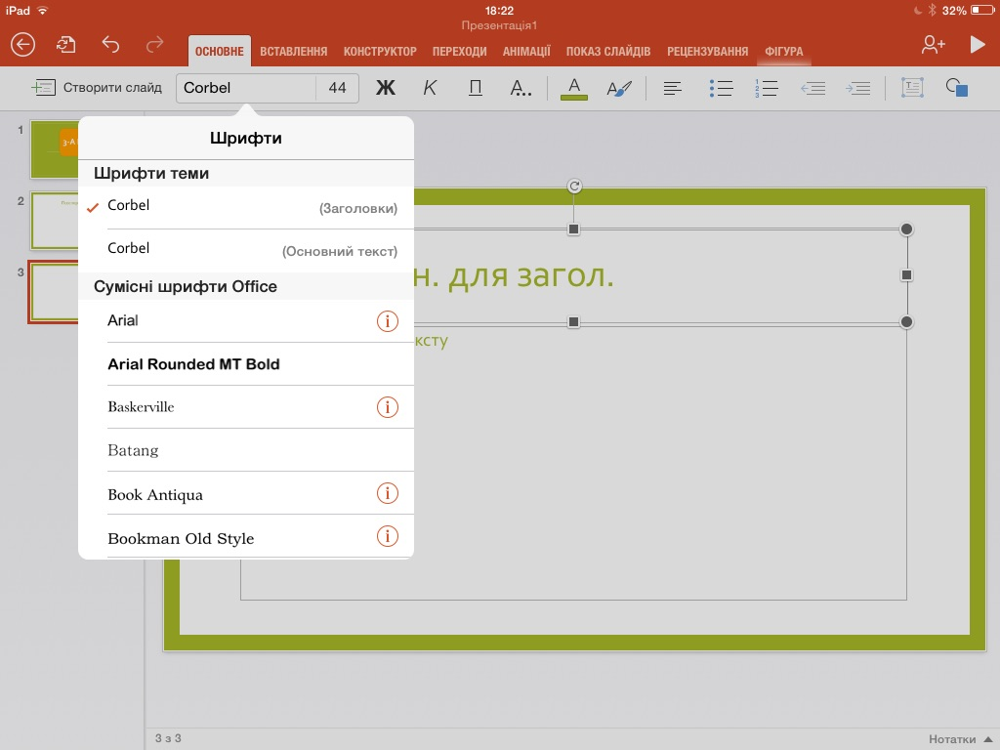 iPad 18:22 32%
Презентація1
ОСНОВНЕ ВСТАВЛЕННЯ КОНСТРУКТОР ПЕРЕХОДИ АНІМАЦІЇ ПОКАЗ СЛАЙДІВ РЕЦЕНЗУВАННЯ ФІГУРА
Створити слайд Corbel 44 Ж К П А..  А А
Шрифти
Шрифти теми
Corbel (Заголовки)
Corbel (Основний текст)
Сумісні шрифти Office
Arial
Arial Rounded MT Bold
Baskerville
Batang
Book Antiqua
Bookman Old Style
1
3-А
2
3
н. для загол.
ксту
3 з 3 Нотатки